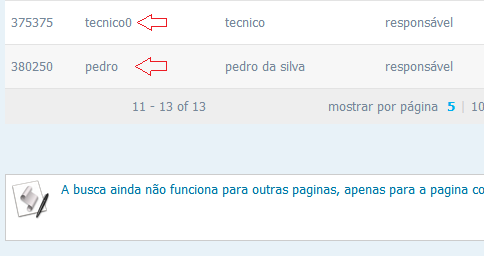 375375 tecnico0 tecnico responsável
380250 pedro pedro da silva responsável
11 - 13 of 13 mostrar por página 5 | 10
A busca ainda não funciona para outras paginas, apenas para a pagina co